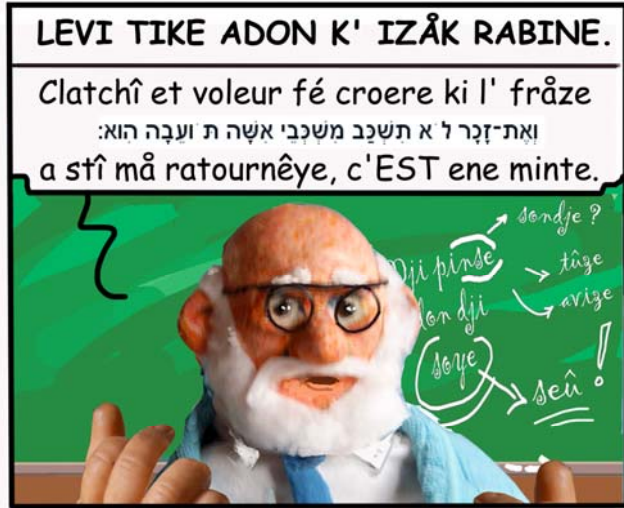 LEVI TIKE ADON K' IZÅK RABINE.
Clatchî et voleur fé croere ki l' fråze
וְאֶת־זָכָר לֹא תִשְׁכַּב מִשְׁכְּבֵי אִשָּׁה תּוֹעֵבָה הִוא:
a stî må ratournêye, c'EST ene minte.
Dji pinse
don dji
soye
sondje ?
tûze
avize
seû !